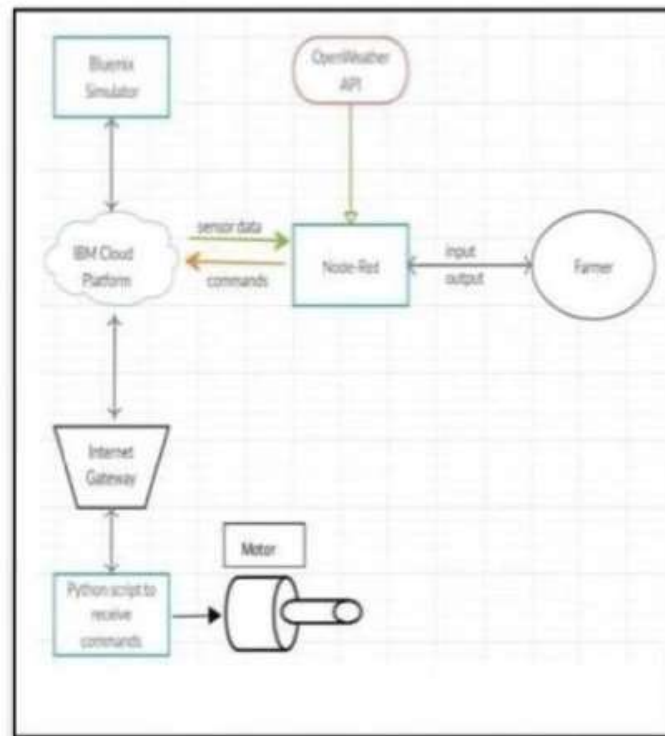 Bluemix
Simulator
OpenWeather
API
IBM Cloud
Platform
sensor data
commands
Node-Red
input
output
Farmer
Internet
Gateway
Motor
Python script to
receive
commands